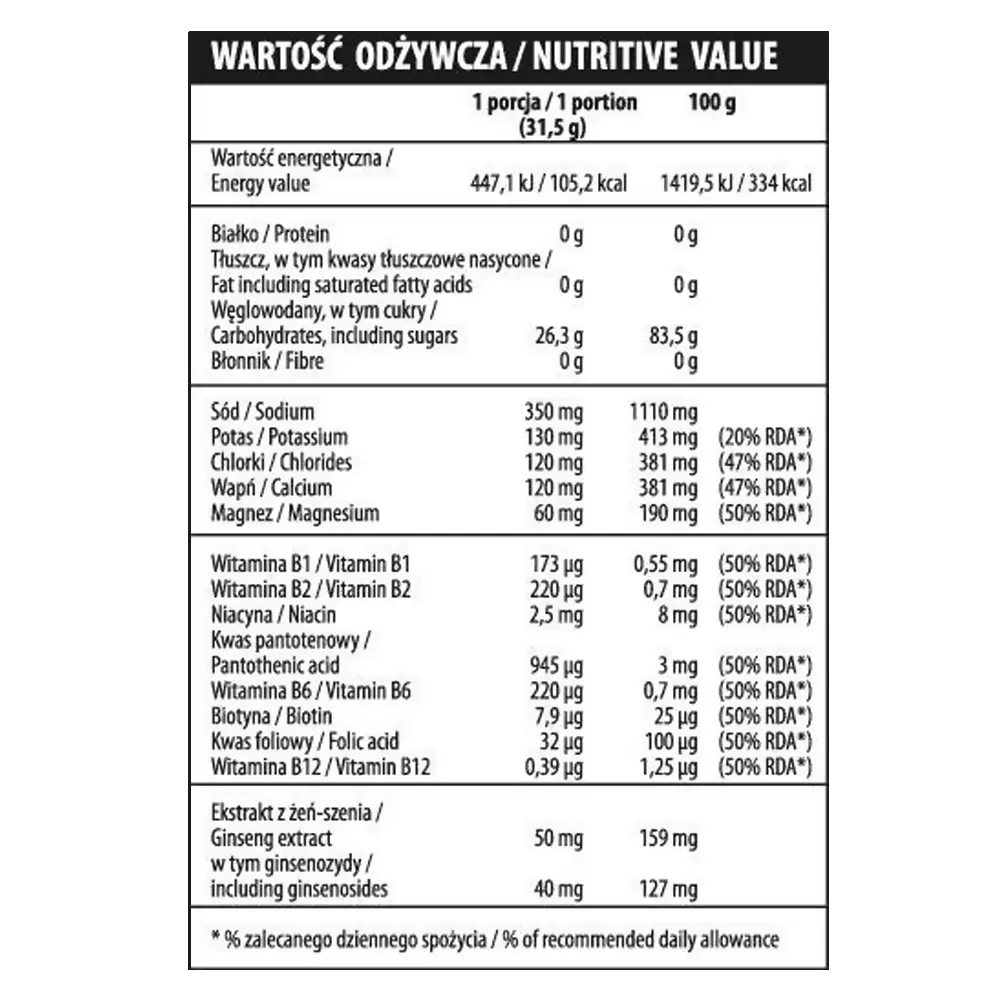 WARTOŚĆ ODŻYWCZA / NUTRITIVE VALUE
1 porcja / 1 portion 100 g
(31,5 g)
Wartość energetyczna /
Energy value 447,1 kJ / 105,2 kcal 1419,5 kJ / 334 kcal
Białko / Protein 0 g 0 g
Tłuszcz, w tym kwasy tłuszczowe nasycone /
Fat including saturated fatty acids 0 g 0 g
Węglowodany, w tym cukry /
Carbohydrates, including sugars 26,3 g 83,5 g
Błonnik / Fibre 0 g 0 g
Sód / Sodium 350 mg 1110 mg
Potas / Potassium 130 mg 413 mg (20% RDA*)
Chlorki / Chlorides 120 mg 381 mg (47% RDA*)
Wapń / Calcium 120 mg 381 mg (47% RDA*)
Magnez / Magnesium 60 mg 190 mg (50% RDA*)
Witamina B1 / Vitamin B1 173 µg 0,55 mg (50% RDA*)
Witamina B2 / Vitamin B2 220 µg 0,7 mg (50% RDA*)
Niacyna / Niacin 2,5 mg 8 mg (50% RDA*)
Kwas pantotenowy /
Pantothenic acid 945 µg 3 mg (50% RDA*)
Witamina B6 / Vitamin B6 220 µg 0,7 mg (50% RDA*)
Biotyna / Biotin 7,9 µg 25 µg (50% RDA*)
Kwas foliowy / Folic acid 32 µg 100 µg (50% RDA*)
Witamina B12 / Vitamin B12 0,39 µg 1,25 µg (50% RDA*)
Ekstrakt z żeń-szenia /
Ginseng extract 50 mg 159 mg
w tym ginsenozydy /
including ginsenosides 40 mg 127 mg
* % zalecanego dziennego spożycia / % of recommended daily allowance